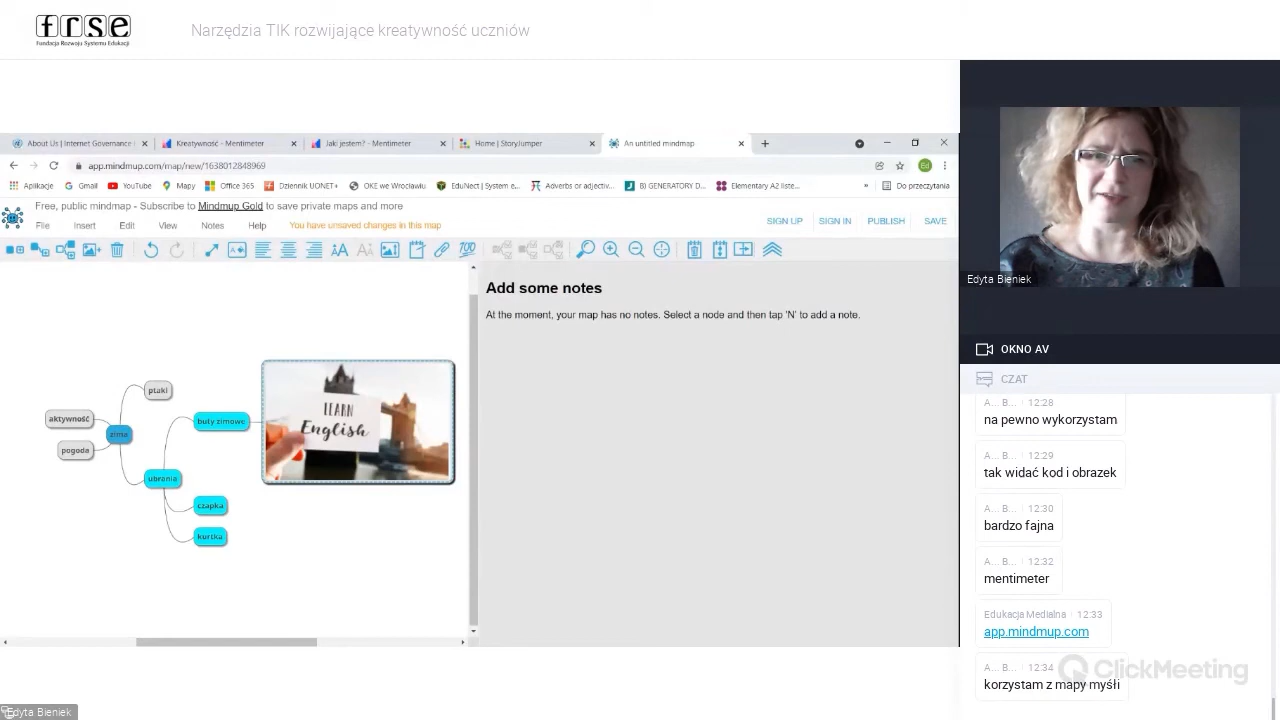 frse
Fundacja Rozwoju Systemu Edukacji
Narzędzia TIK rozwijające kreatywność uczniów
About Us | Internet Governance
Kreatywność - Mentimeter
Jaki jestem? - Mentimeter
Home | StoryJumper
An untitled mindmap
app.mindmup.com/map/new/1638012848969
Ed
Aplikacje
Gmail
YouTube
Mapy
Office 365
Dziennik UONET+
OKE we Wrocławiu
EduNect | System e...
Adverbs or adjectiv...
B) GENERATORY D...
Elementary A2 liste...
»
Do przeczytania
Free, public mindmap - Subscribe to Mindmup Gold to save private maps and more
File
Insert
Edit
View
Notes
Help
You have unsaved changes in this map
SIGN UP
SIGN IN
PUBLISH
SAVE
Add some notes
At the moment, your map has no notes. Select a node and then tap 'N' to add a note.
ptaki
aktywność
zima
pogoda
buty zimowe
ubrania
czapka
kurtka
LEARN
English
Edyta Bieniek
OKNO AV
CZAT
A... B... 12:28
na pewno wykorzystam
A... B... 12:29
tak widać kod i obrazek
A... B... 12:30
bardzo fajna
A... B... 12:32
mentimeter
Edukacja Medialna 12:33
app.mindmup.com
A... B... 12:34
korzystam z mapy myśłi
ClickMeeting
Edyta Bieniek